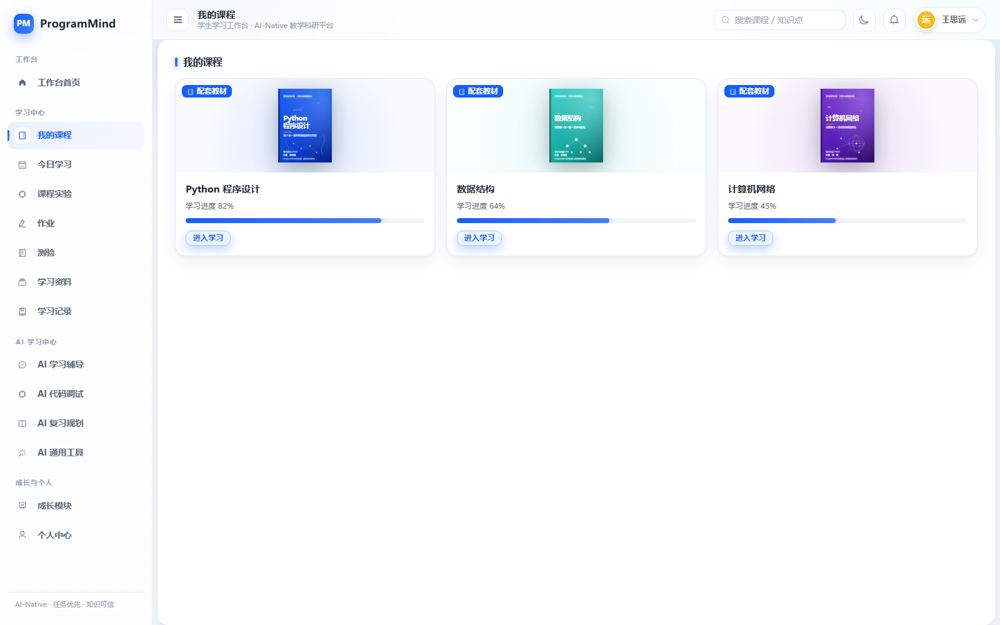 PM ProgramMind
工作台
工作台首页
学习中心
我的课程
今日学习
课程实验
作业
测验
学习资料
学习记录
AI 学习中心
AI 学习辅导
AI 代码调试
AI 复习规划
AI 通用工具
成长与个人
成长模块
个人中心
AI-Native · 任务优先 · 知识可信
我的课程
学生学习工作台 · AI-Native 教学科研平台
搜索课程 / 知识点
远 王思远
我的课程
配套教材
Python
程序设计
Python 程序设计
学习进度 82%
进入学习
配套教材
数据结构
数据结构
学习进度 64%
进入学习
配套教材
计算机网络
计算机网络
学习进度 45%
进入学习